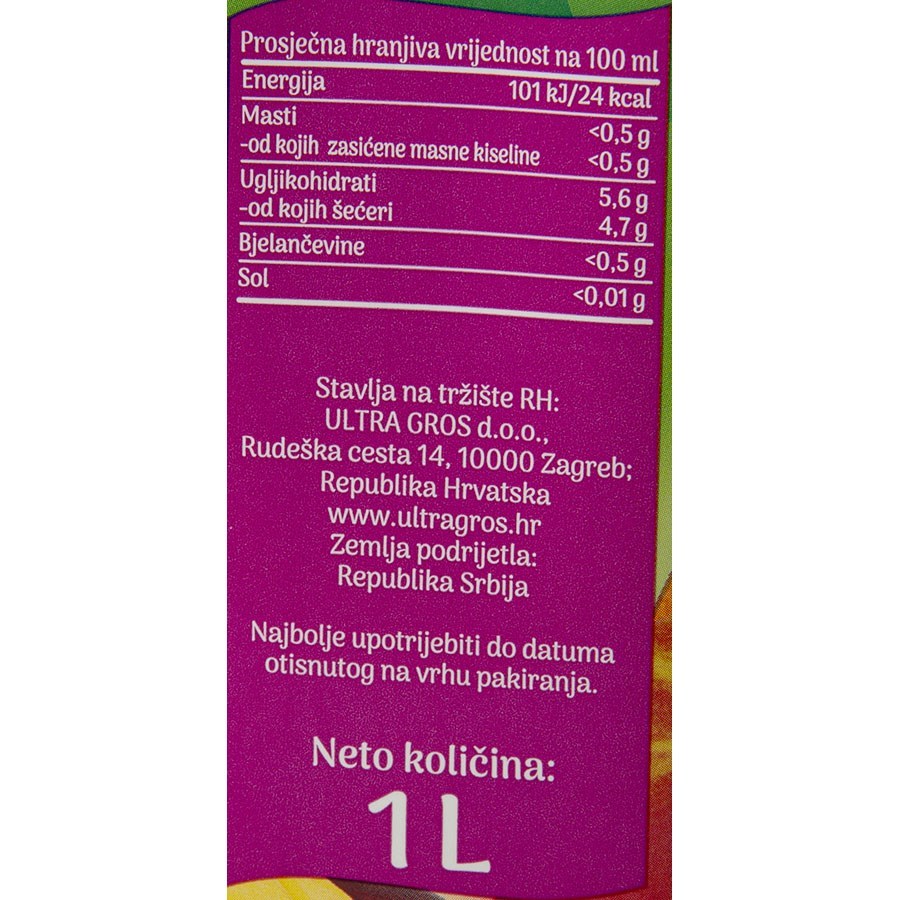 Prosječna hranjiva vrijednost na 100 ml
Energija 101 kJ/24 kcal
Masti <0,5 g
-od kojih zasićene masne kiseline <0,5 g
Ugljikohidrati 5,6 g
-od kojih šećeri 4,7 g
Bjelančevine <0,5 g
Sol <0,01 g
Stavlja na tržište RH:
ULTRA GROS d.o.o.,
Rudeška cesta 14, 10000 Zagreb;
Republika Hrvatska
www.ultragros.hr
Zemlja podrijetla:
Republika Srbija
Najbolje upotrijebiti do datuma
otisnutog na vrhu pakiranja.
Neto količina:
1 L